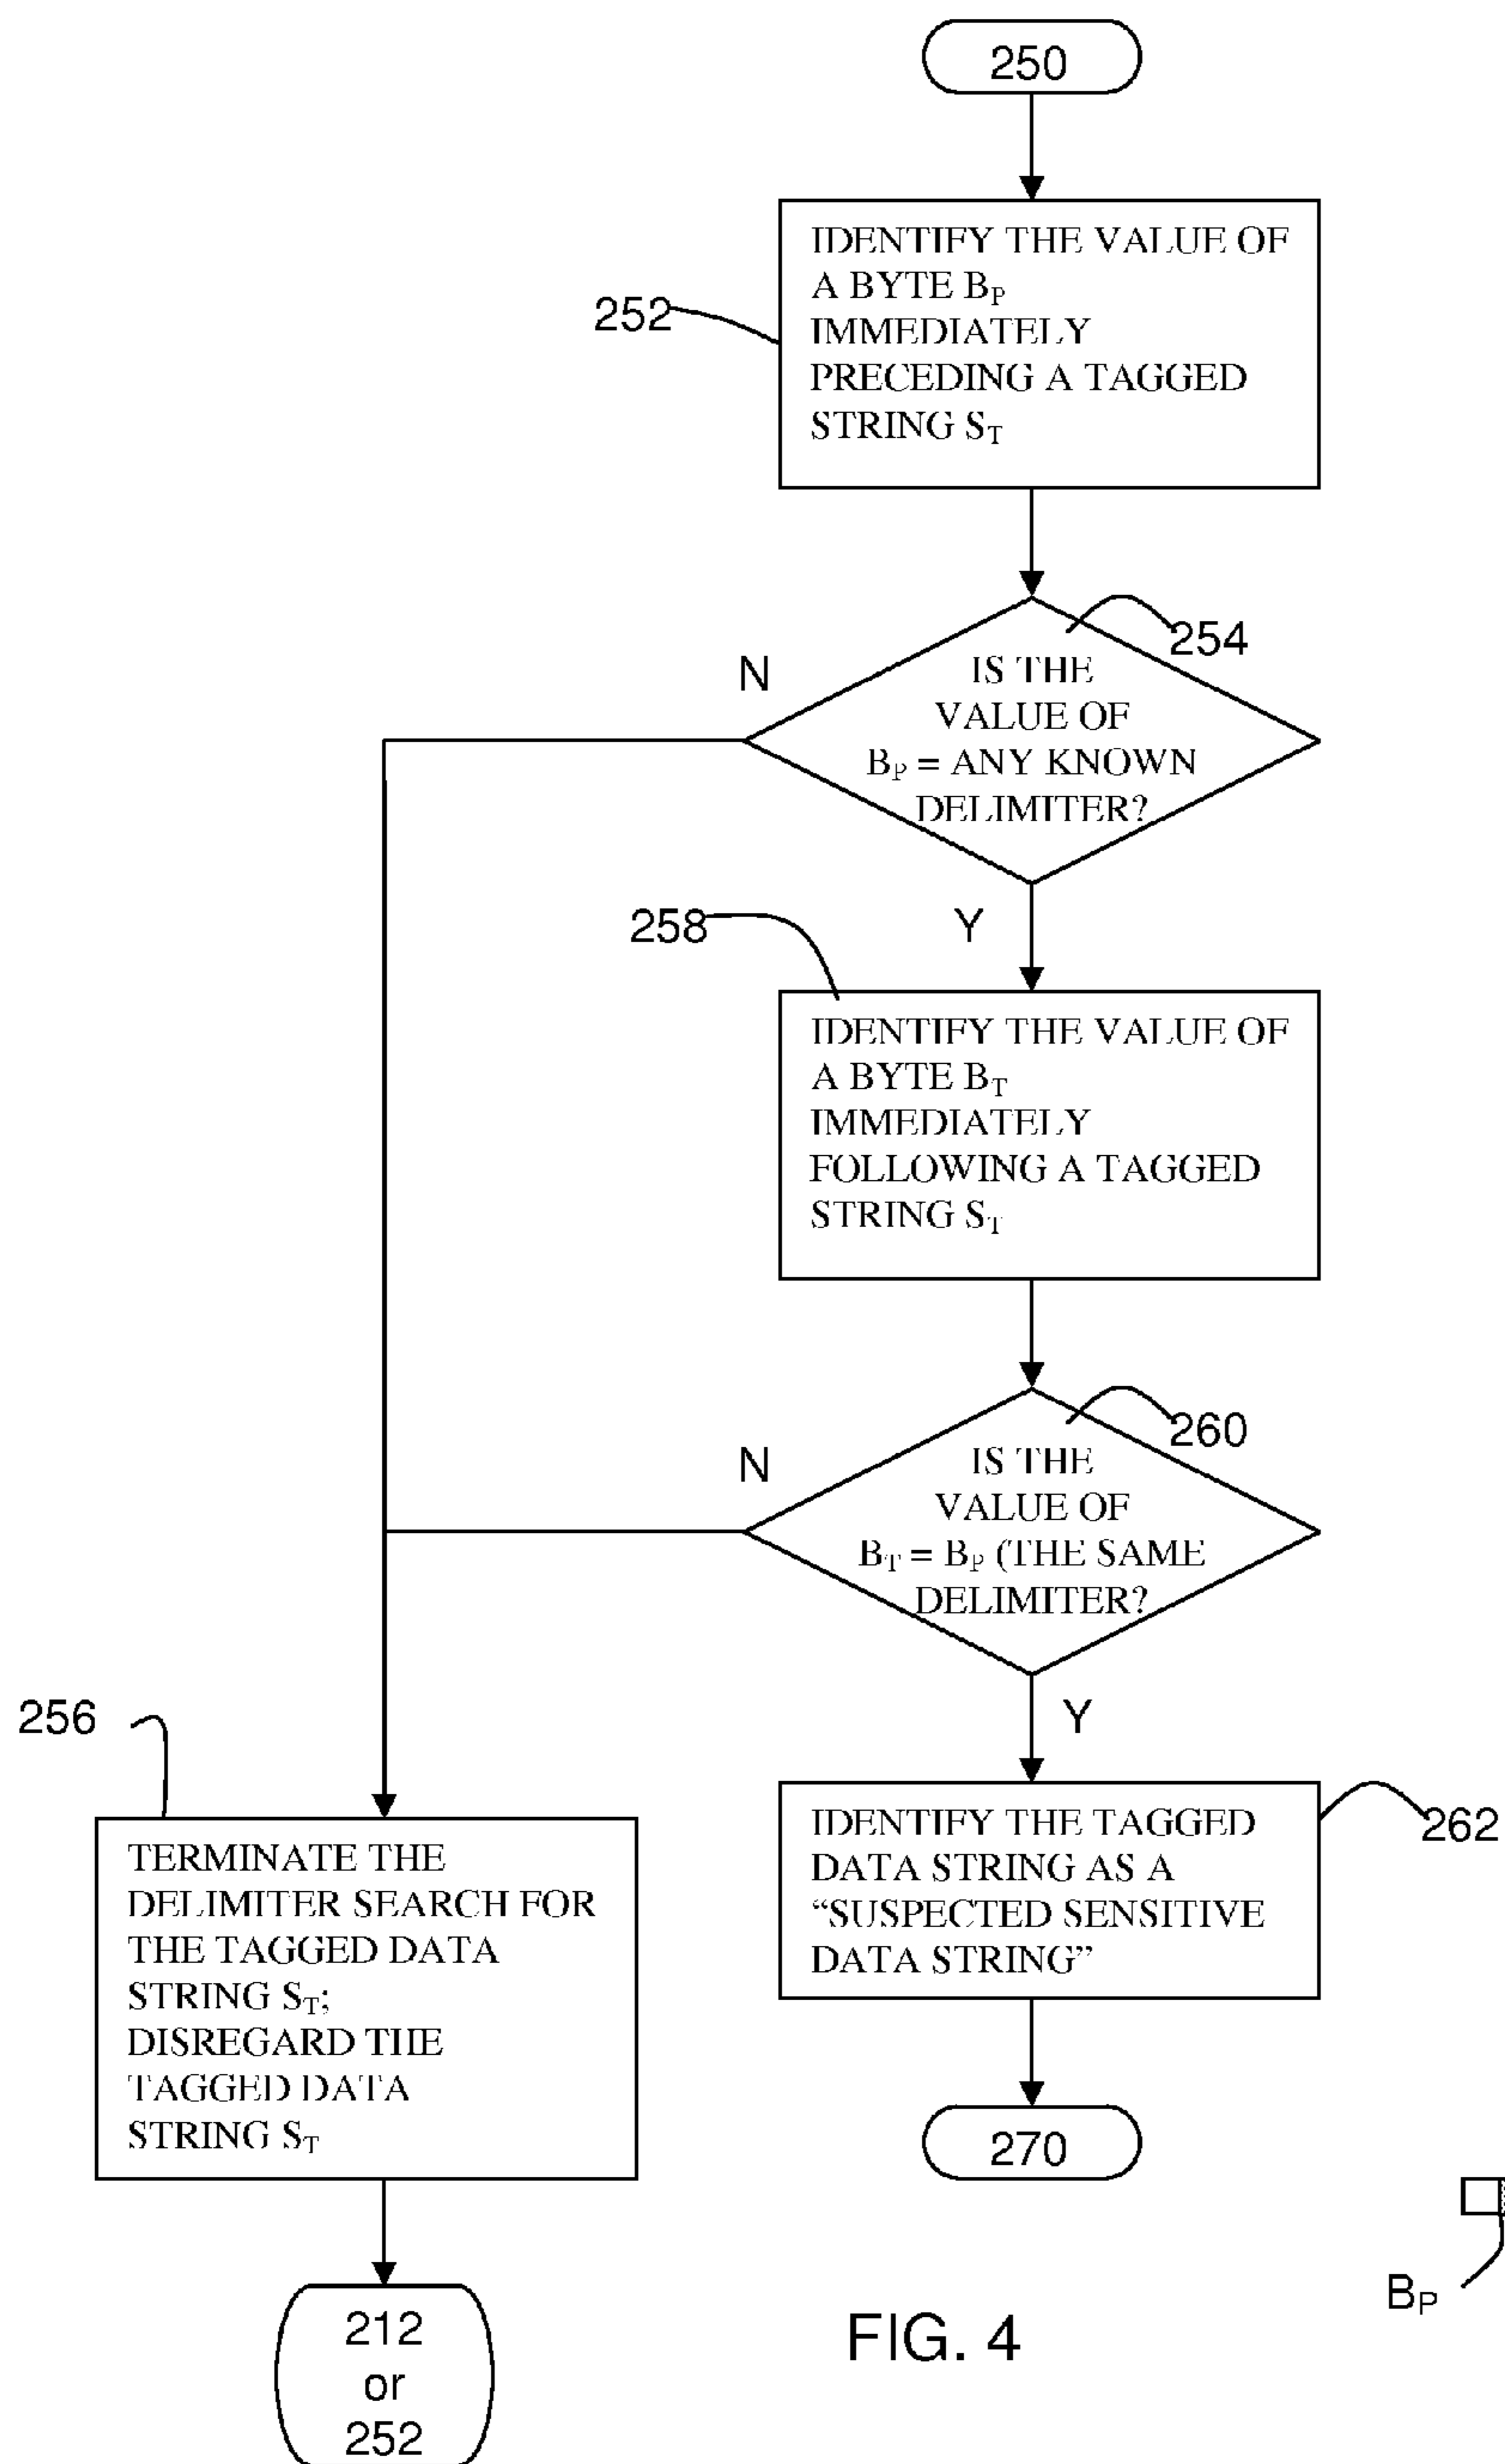 250
252
IDENTIFY THE VALUE OF
A BYTE BP
IMMEDIATELY
PRECEDING A TAGGED
STRING ST
254
N
IS THE
VALUE OF
BP = ANY KNOWN
DELIMITER?
258
Y
IDENTIFY THE VALUE OF
A BYTE BT
IMMEDIATELY
FOLLOWING A TAGGED
STRING ST
260
N
IS THE
VALUE OF
BT = BP (THE SAME
DELIMITER?
Y
256
TERMINATE THE
DELIMITER SEARCH FOR
THE TAGGED DATA
STRING ST;
DISREGARD THE
TAGGED DATA
STRING ST
262
IDENTIFY THE TAGGED
DATA STRING AS A
“SUSPECTED SENSITIVE
DATA STRING”
270
212
or
252
BP
FIG. 4